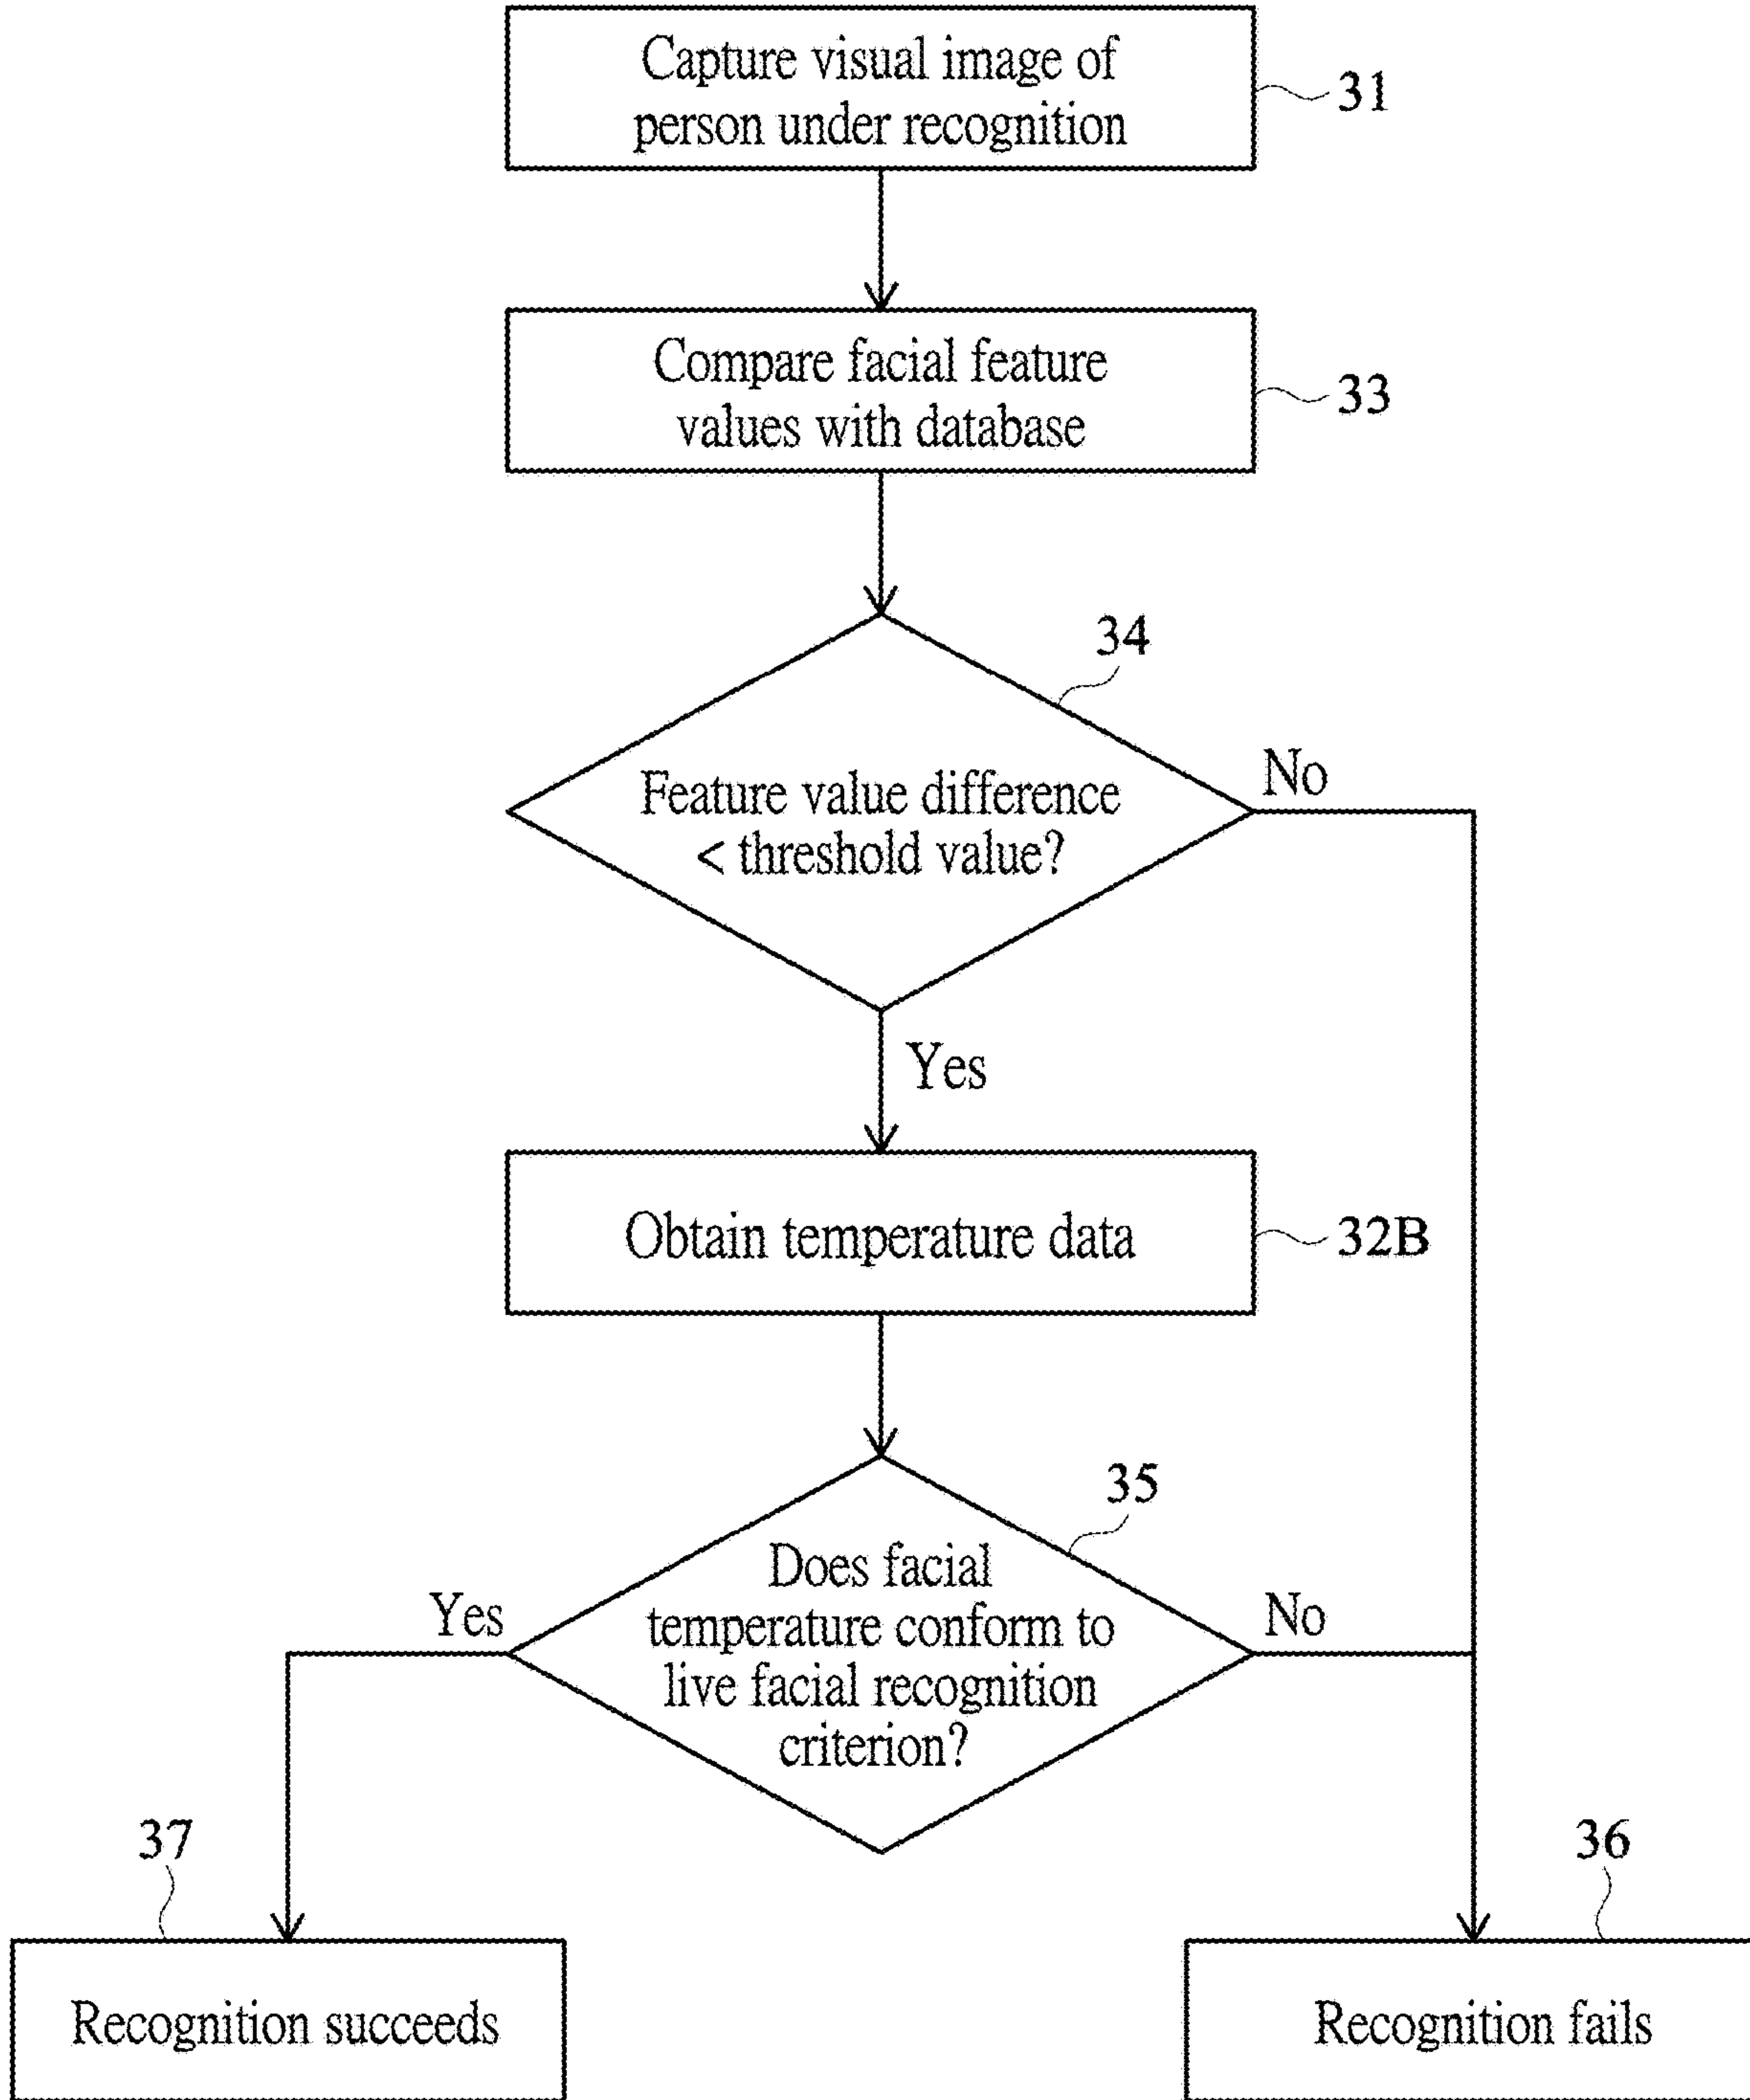 Capture visual image of
person under recognition
31
Compare facial feature
values with database
33
34
Feature value difference
< threshold value?
No
Yes
Obtain temperature data
32B
35
Does facial
temperature conform to
live facial recognition
criterion?
Yes
No
37
36
Recognition succeeds
Recognition fails